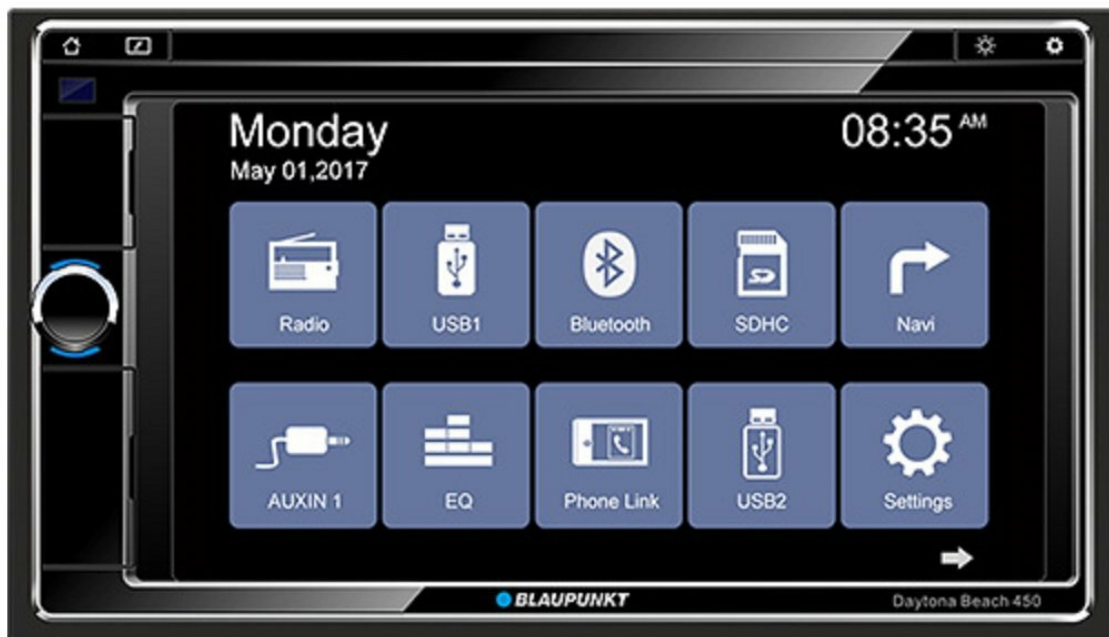 Monday
08:35 AM
May 01,2017
Radio
USB1
Bluetooth
SDHC
Navi
AUXIN 1
EQ
Phone Link
USB2
Settings
BLAUPUNKT
Daytona Beach 450